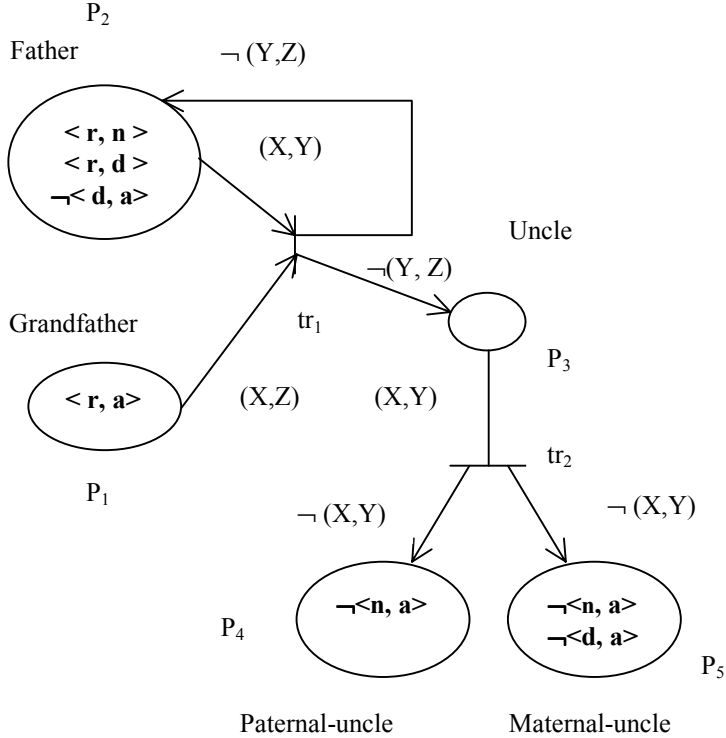 P₂
Father
¬ (Y,Z)
< r, n >
< r, d >
¬< d, a>
(X,Y)
Uncle
¬(Y, Z)
Grandfather
tr₁
P₃
< r, a>
(X,Z)
(X,Y)
tr₂
P₁
¬ (X,Y)
¬ (X,Y)
¬<n, a>
¬<n, a>
¬<d, a>
P₄
P₅
Paternal-uncle
Maternal-uncle